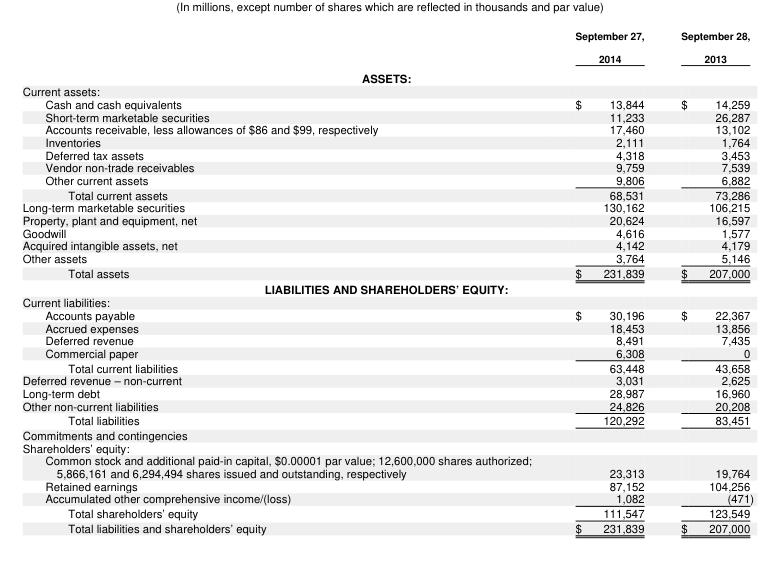 (In millions, except number of shares which are reflected in thousands and par value)
September 27, September 28,
2014 2013
ASSETS:
Current assets:
Cash and cash equivalents $ 13,844 $ 14,259
Short-term marketable securities 11,233 26,287
Accounts receivable, less allowances of $86 and $99, respectively 17,460 13,102
Inventories 2,111 1,764
Deferred tax assets 4,318 3,453
Vendor non-trade receivables 9,759 7,539
Other current assets 9,806 6,882
Total current assets 68,531 73,286
Long-term marketable securities 130,162 106,215
Property, plant and equipment, net 20,624 16,597
Goodwill 4,616 1,577
Acquired intangible assets, net 4,142 4,179
Other assets 3,764 5,146
Total assets $ 231,839 $ 207,000
LIABILITIES AND SHAREHOLDERS’ EQUITY:
Current liabilities:
Accounts payable $ 30,196 $ 22,367
Accrued expenses 18,453 13,856
Deferred revenue 8,491 7,435
Commercial paper 6,308 0
Total current liabilities 63,448 43,658
Deferred revenue – non-current 3,031 2,625
Long-term debt 28,987 16,960
Other non-current liabilities 24,826 20,208
Total liabilities 120,292 83,451
Commitments and contingencies
Shareholders’ equity:
Common stock and additional paid-in capital, $0.00001 par value; 12,600,000 shares authorized;
5,866,161 and 6,294,494 shares issued and outstanding, respectively 23,313 19,764
Retained earnings 87,152 104,256
Accumulated other comprehensive income/(loss) 1,082 (471)
Total shareholders’ equity 111,547 123,549
Total liabilities and shareholders’ equity $ 231,839 $ 207,000